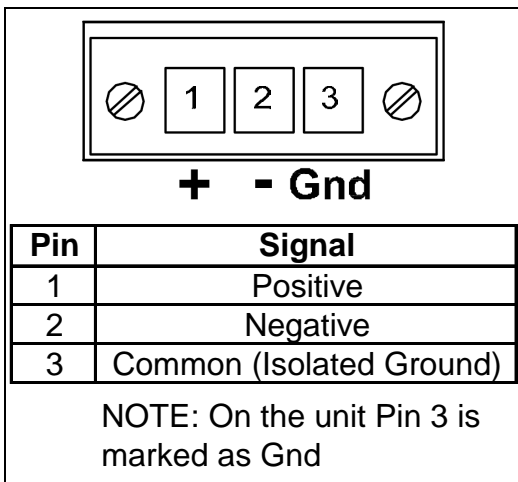 1 2 3
+ - Gnd
Pin Signal
1 Positive
2 Negative
3 Common (Isolated Ground)
NOTE: On the unit Pin 3 is
marked as Gnd